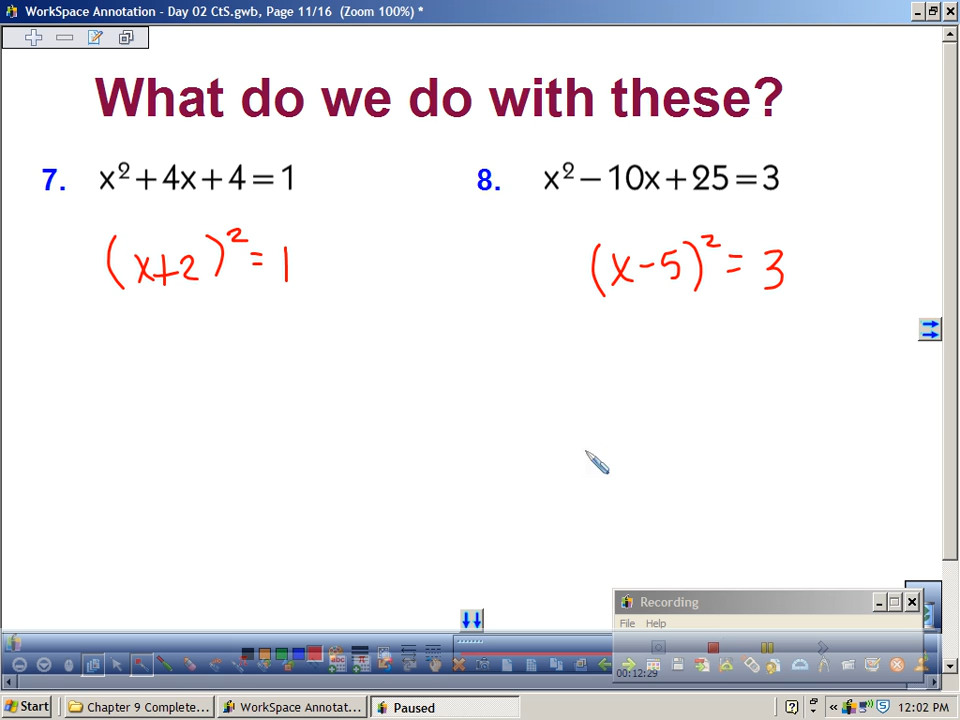 WorkSpace Annotation - Day 02 CtS.gwb, Page 11/16 (Zoom 100%) *
What do we do with these?
7. x² + 4x + 4 = 1
8. x² − 10x + 25 = 3
(x+2)² = 1
(x-5)² = 3
Recording
File Help
00:12:29
Start
Chapter 9 Complete...
WorkSpace Annotat...
Paused
12:02 PM